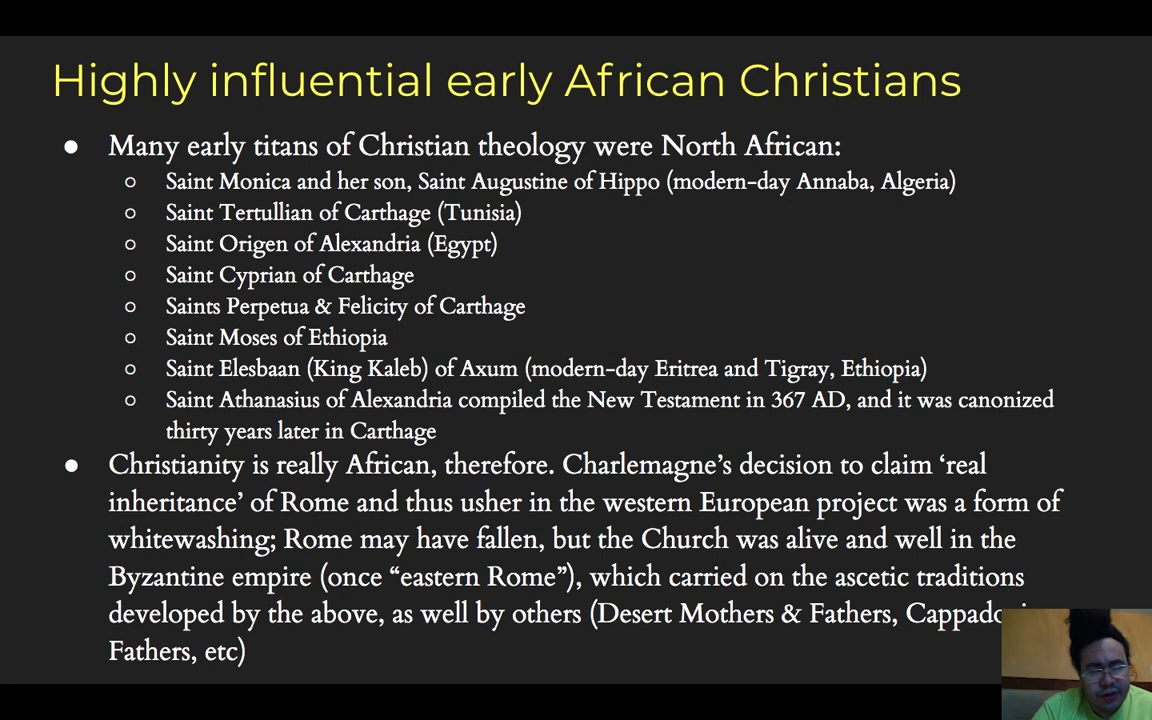 Highly influential early African Christians
● Many early titans of Christian theology were North African:
○ Saint Monica and her son, Saint Augustine of Hippo (modern-day Annaba, Algeria)
○ Saint Tertullian of Carthage (Tunisia)
○ Saint Origen of Alexandria (Egypt)
○ Saint Cyprian of Carthage
○ Saints Perpetua & Felicity of Carthage
○ Saint Moses of Ethiopia
○ Saint Elesbaan (King Kaleb) of Axum (modern-day Eritrea and Tigray, Ethiopia)
○ Saint Athanasius of Alexandria compiled the New Testament in 367 AD, and it was canonized
thirty years later in Carthage
● Christianity is really African, therefore. Charlemagne’s decision to claim ‘real
inheritance’ of Rome and thus usher in the western European project was a form of
whitewashing; Rome may have fallen, but the Church was alive and well in the
Byzantine empire (once “eastern Rome”), which carried on the ascetic traditions
developed by the above, as well by others (Desert Mothers & Fathers,
Fathers, etc)